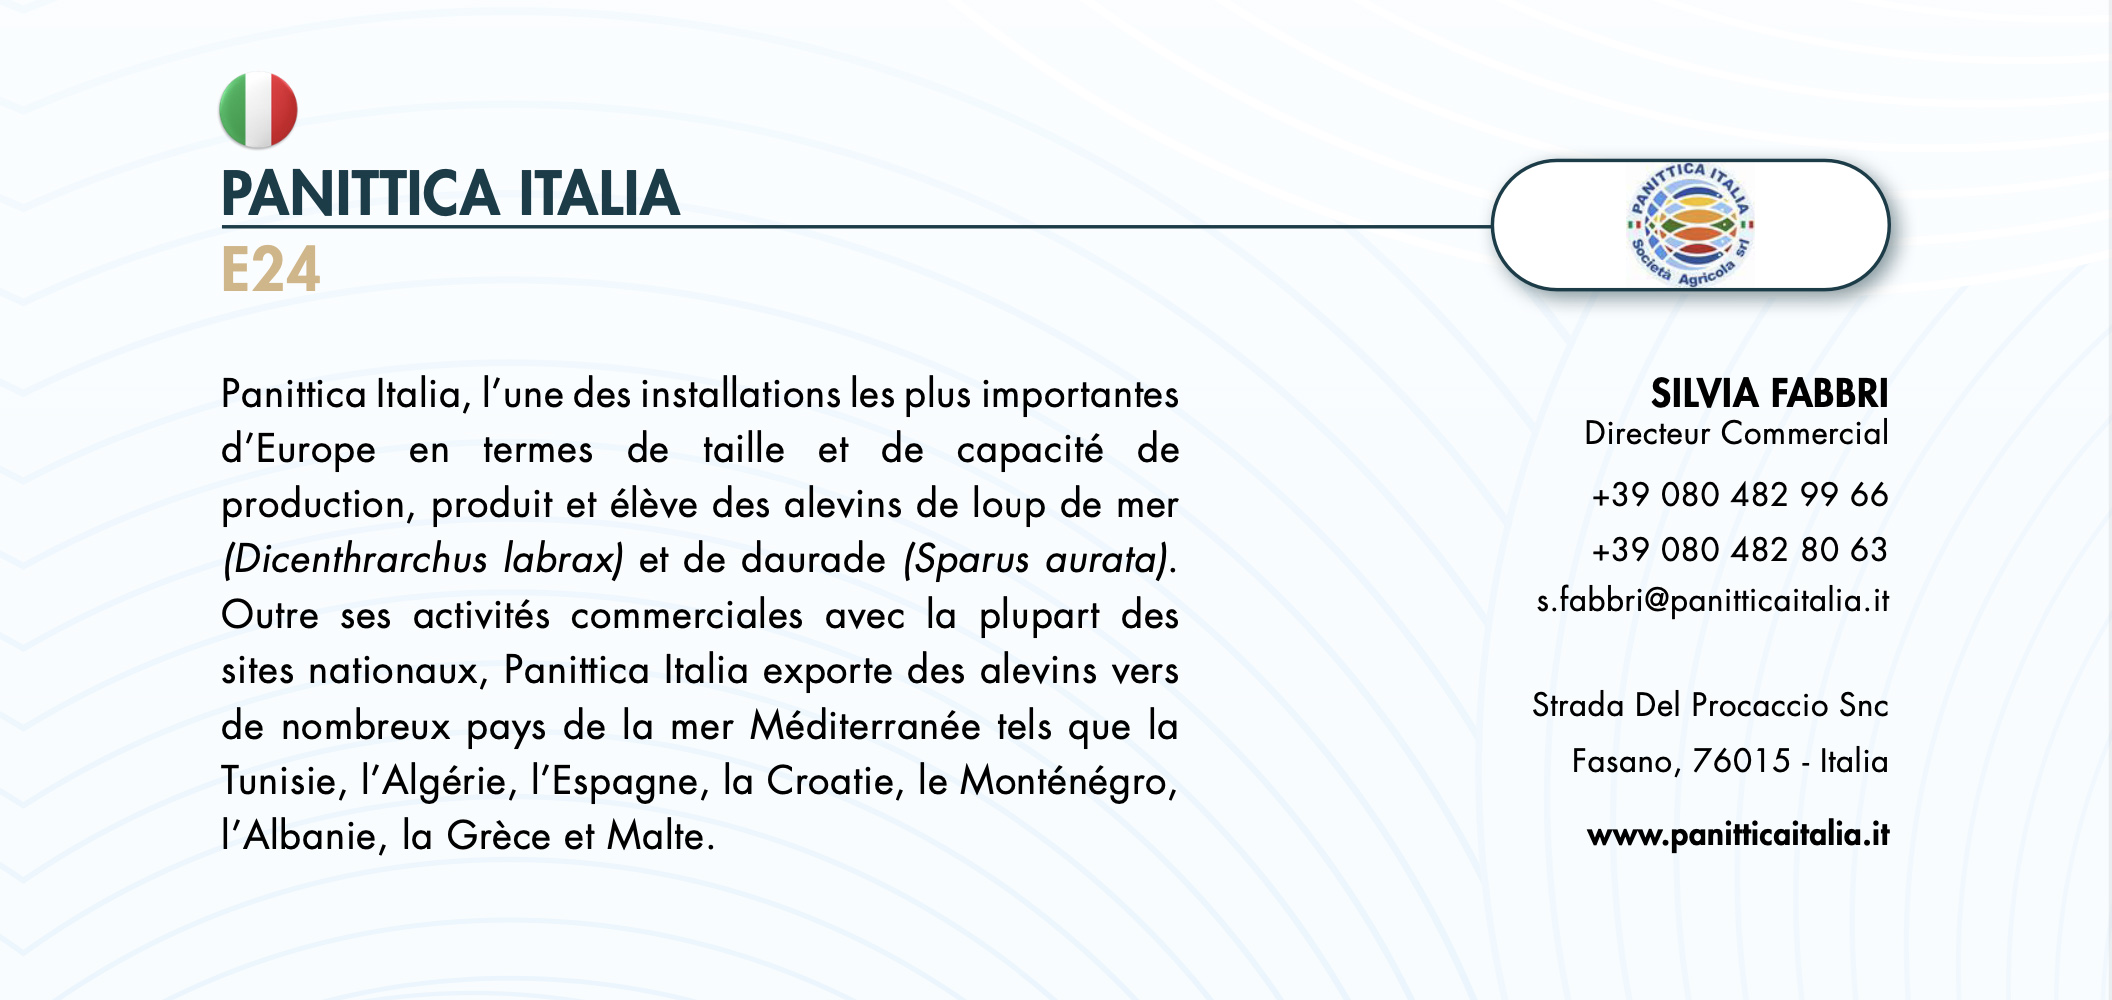 PANITTICA ITALIA
E24
PANITTICA ITALIA
Società Agricola srl
Panittica Italia, l’une des installations les plus importantes
d’Europe en termes de taille et de capacité de
production, produit et élève des alevins de loup de mer
(Dicenthrarchus labrax) et de daurade (Sparus aurata).
Outre ses activités commerciales avec la plupart des
sites nationaux, Panittica Italia exporte des alevins vers
de nombreux pays de la mer Méditerranée tels que la
Tunisie, l’Algérie, l’Espagne, la Croatie, le Monténégro,
l’Albanie, la Grèce et Malte.
SILVIA FABBRI
Directeur Commercial
+39 080 482 99 66
+39 080 482 80 63
s.fabbri@panitticaitalia.it
Strada Del Procaccio Snc
Fasano, 76015 - Italia
www.panitticaitalia.it